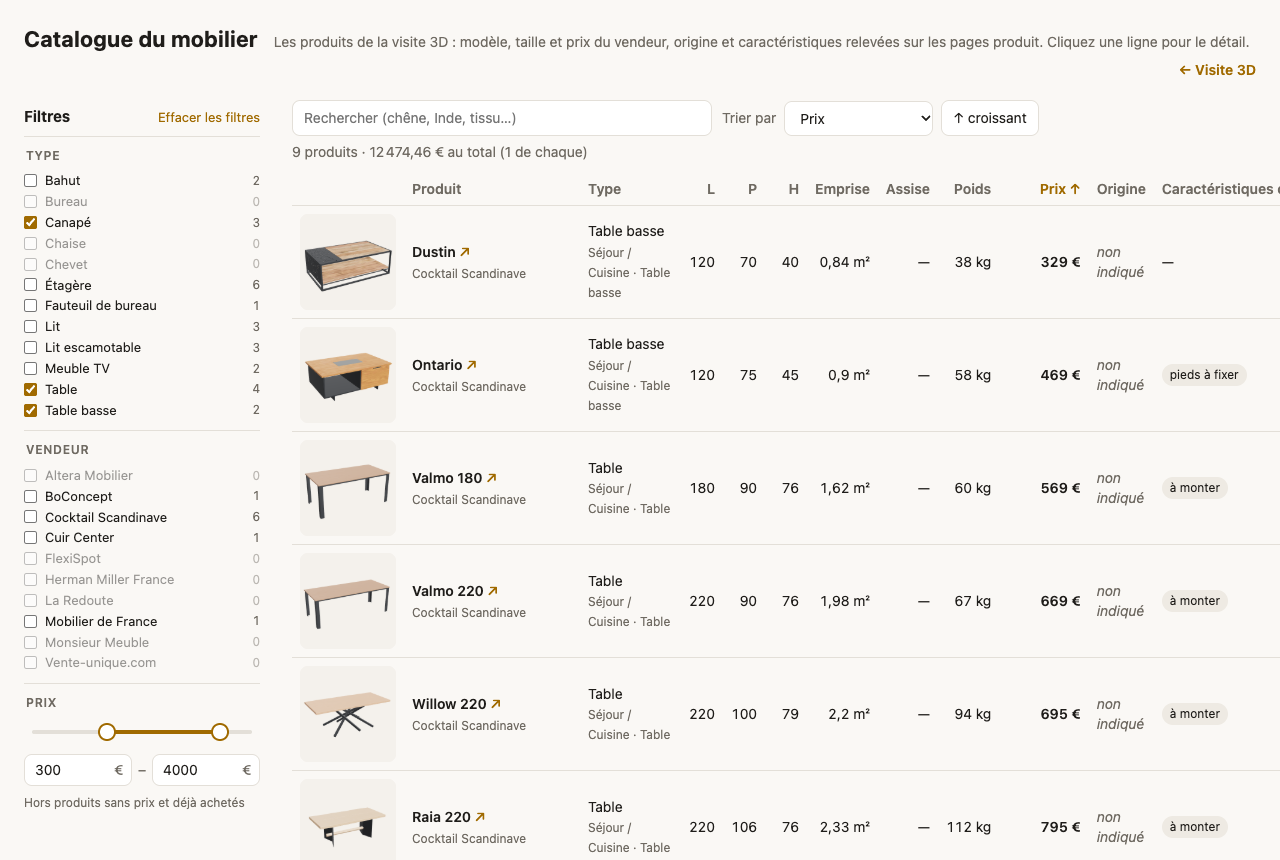 Catalogue du mobilier
Les produits de la visite 3D : modèle, taille et prix du vendeur, origine et caractéristiques relevées sur les pages produit. Cliquez une ligne pour le détail.
← Visite 3D
Filtres
Effacer les filtres
TYPE
Bahut 2
Bureau 0
Canapé 3
Chaise 0
Chevet 0
Étagère 6
Fauteuil de bureau 1
Lit 3
Lit escamotable 3
Meuble TV 2
Table 4
Table basse 2
VENDEUR
Altera Mobilier 0
BoConcept 1
Cocktail Scandinave 6
Cuir Center 1
FlexiSpot 0
Herman Miller France 0
La Redoute 0
Mobilier de France 1
Monsieur Meuble 0
Vente-unique.com 0
PRIX
300 € – 4000 €
Hors produits sans prix et déjà achetés
Rechercher (chêne, Inde, tissu…)
Trier par
Prix
↑ croissant
9 produits · 12 474,46 € au total (1 de chaque)
Produit Type L P H Emprise Assise Poids Prix ↑ Origine Caractéristiques
Dustin ↗
Cocktail Scandinave
Table basse
Séjour /
Cuisine · Table
basse
120 70 40 0,84 m² — 38 kg 329 €
non
indiqué
—
Ontario ↗
Cocktail Scandinave
Table basse
Séjour /
Cuisine · Table
basse
120 75 45 0,9 m² — 58 kg 469 €
non
indiqué
pieds à fixer
Valmo 180 ↗
Cocktail Scandinave
Table
Séjour /
Cuisine · Table
180 90 76 1,62 m² — 60 kg 569 €
non
indiqué
à monter
Valmo 220 ↗
Cocktail Scandinave
Table
Séjour /
Cuisine · Table
220 90 76 1,98 m² — 67 kg 669 €
non
indiqué
à monter
Willow 220 ↗
Cocktail Scandinave
Table
Séjour /
Cuisine · Table
220 100 79 2,2 m² — 94 kg 695 €
non
indiqué
à monter
Raia 220 ↗
Cocktail Scandinave
Table
Séjour /
Cuisine · Table
220 106 76 2,33 m² — 112 kg 795 €
non
indiqué
à monter